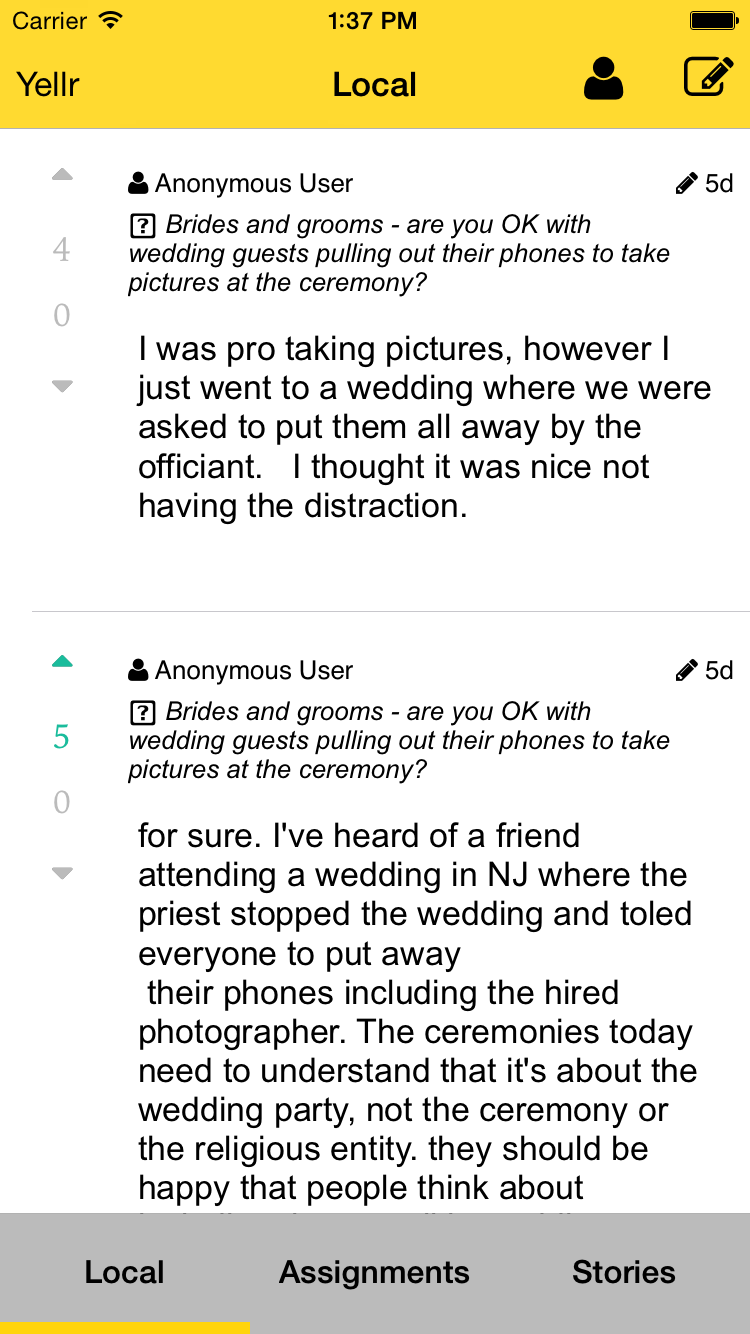 Carrier 1:37 PM
Yellr Local
Anonymous User 5d
Brides and grooms - are you OK with
wedding guests pulling out their phones to take
pictures at the ceremony?
4
0
I was pro taking pictures, however I
just went to a wedding where we were
asked to put them all away by the
officiant.   I thought it was nice not
having the distraction.
Anonymous User 5d
Brides and grooms - are you OK with
wedding guests pulling out their phones to take
pictures at the ceremony?
5
0
for sure. I've heard of a friend
attending a wedding in NJ where the
priest stopped the wedding and toled
everyone to put away
their phones including the hired
photographer. The ceremonies today
need to understand that it's about the
wedding party, not the ceremony or
the religious entity. they should be
happy that people think about
Local Assignments Stories